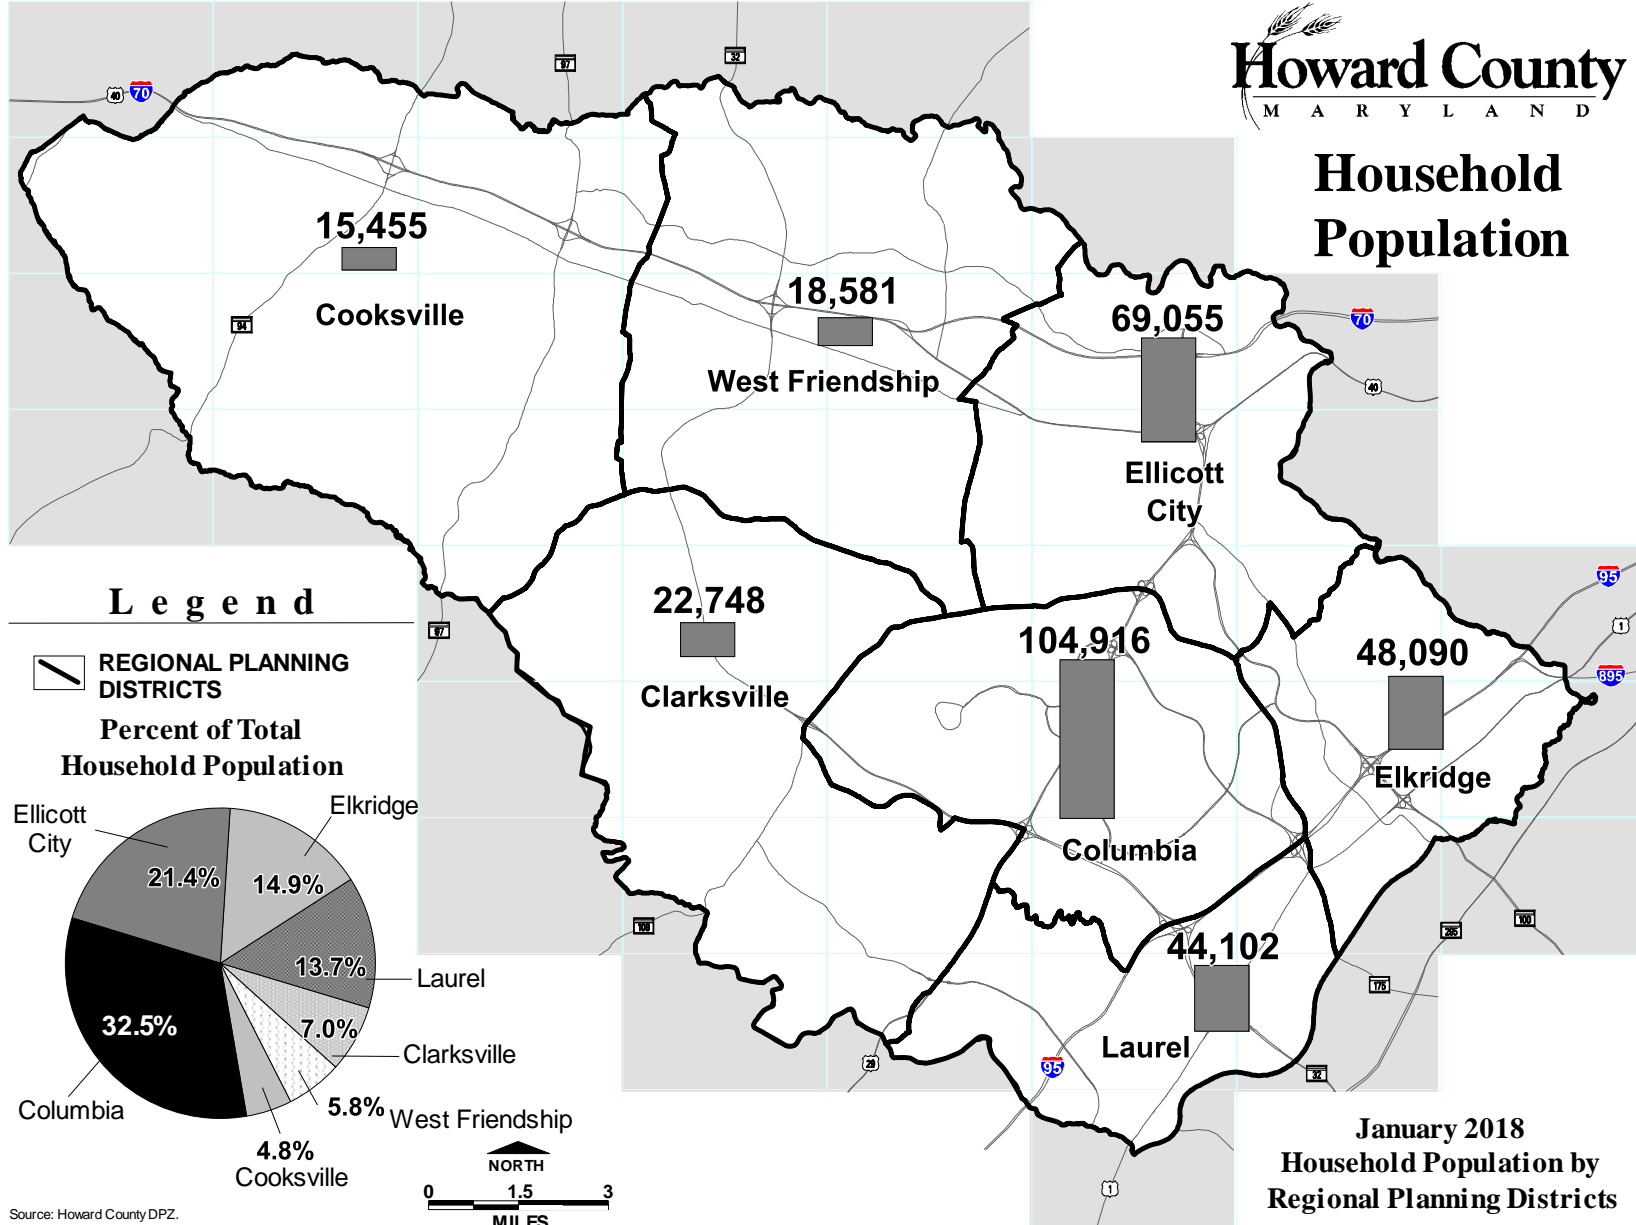 Howard County
MARYLAND
Household
Population
40
70
97
32
15,455
Cooksville
94
18,581
West Friendship
69,055
Ellicott
City
70
40
22,748
Clarksville
104,916
Columbia
48,090
Elkridge
95
1
895
44,102
Laurel
97
108
29
95
32
1
175
295
100
Legend
REGIONAL PLANNING
DISTRICTS
Percent of Total
Household Population
Ellicott
City
21.4%
Elkridge
14.9%
Laurel
13.7%
Clarksville
7.0%
West Friendship
5.8%
Cooksville
4.8%
Columbia
32.5%
NORTH
0 1.5 3
MILES
Source: Howard County DPZ.
January 2018
Household Population by
Regional Planning Districts